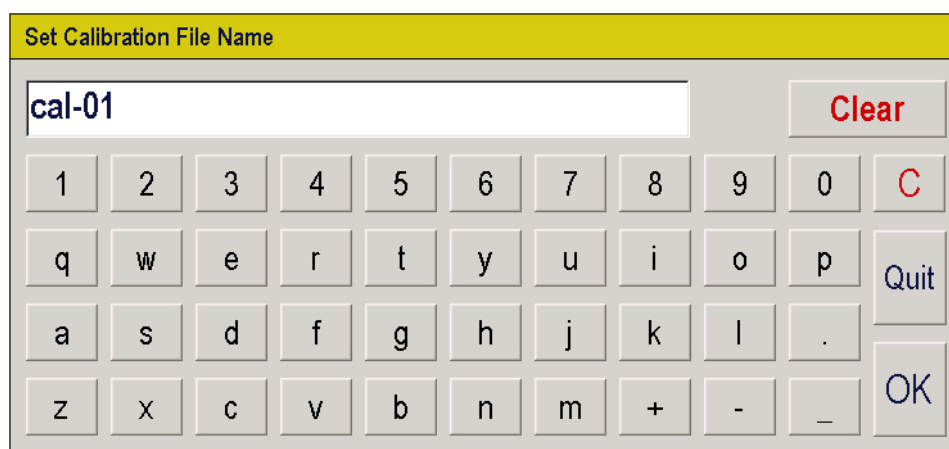 Set Calibration File Name
cal-01 Clear
1 2 3 4 5 6 7 8 9 0 C
q w e r t y u i o p Quit
a s d f g h j k l .
z x c v b n m + - _ OK